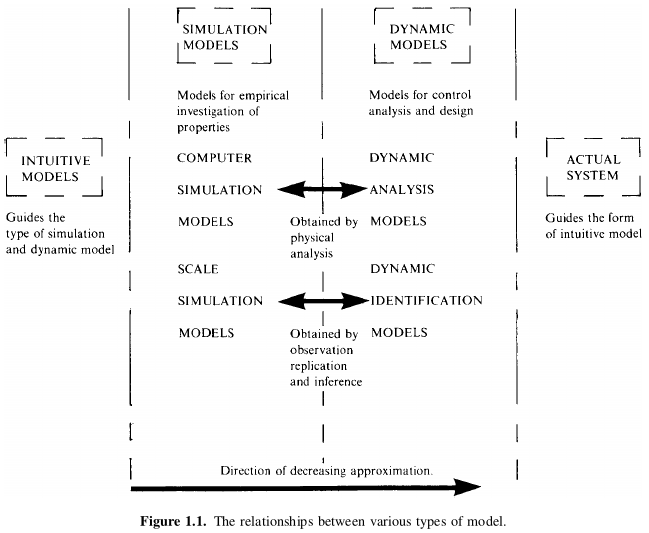 SIMULATION
MODELS
DYNAMIC
MODELS
Models for empirical
investigation of
properties
Models for control
analysis and design
INTUITIVE
MODELS
Guides the
type of simulation
and dynamic model
COMPUTER
SIMULATION
MODELS
DYNAMIC
ANALYSIS
MODELS
Obtained by
physical
analysis
SCALE
SIMULATION
MODELS
DYNAMIC
IDENTIFICATION
MODELS
Obtained by
observation
replication
and inference
ACTUAL
SYSTEM
Guides the form
of intuitive model
Direction of decreasing approximation.
Figure 1.1. The relationships between various types of model.